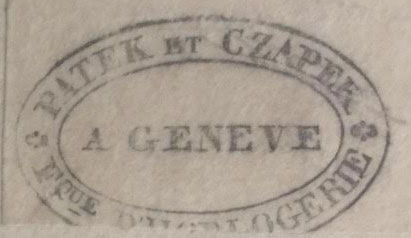 PATEK ET CZAPEK
A GENEVE
FQUE D'HORLOGERIE